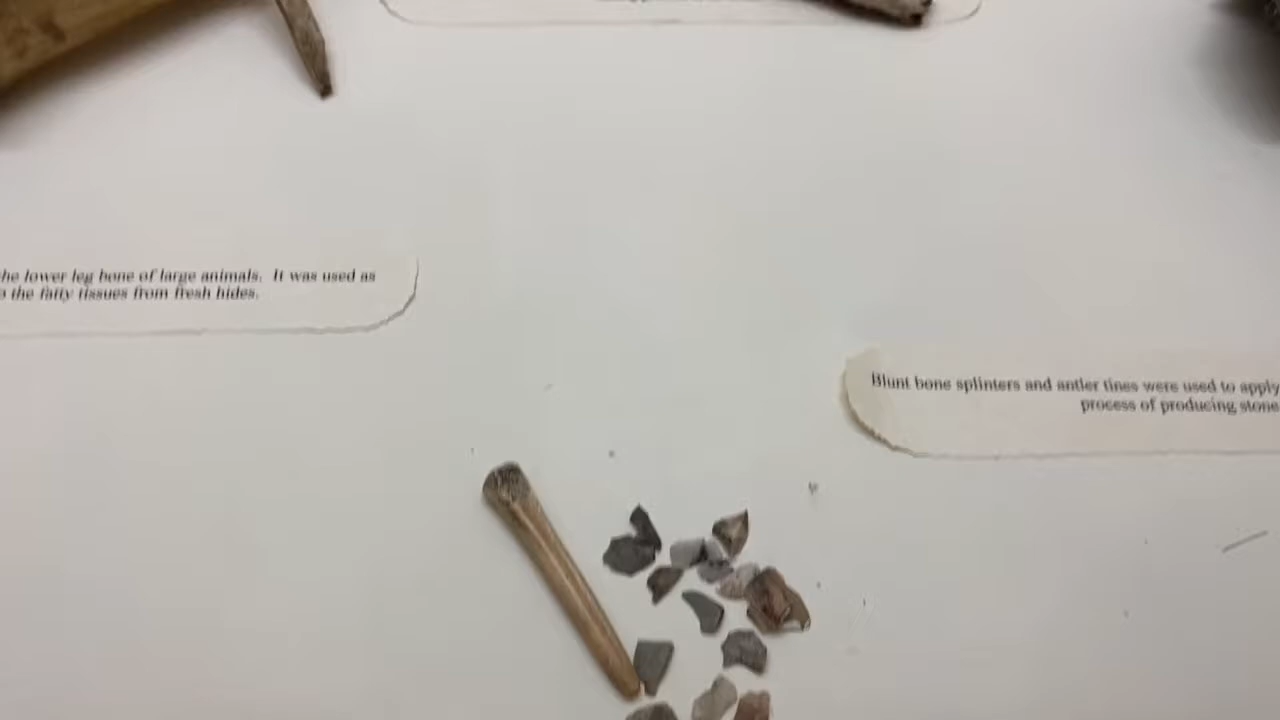 he lower leg bone of large animals. It was used as
the fatty tissues from fresh hides.
Blunt bone splinters and antler tines were used to apply
process of producing stone